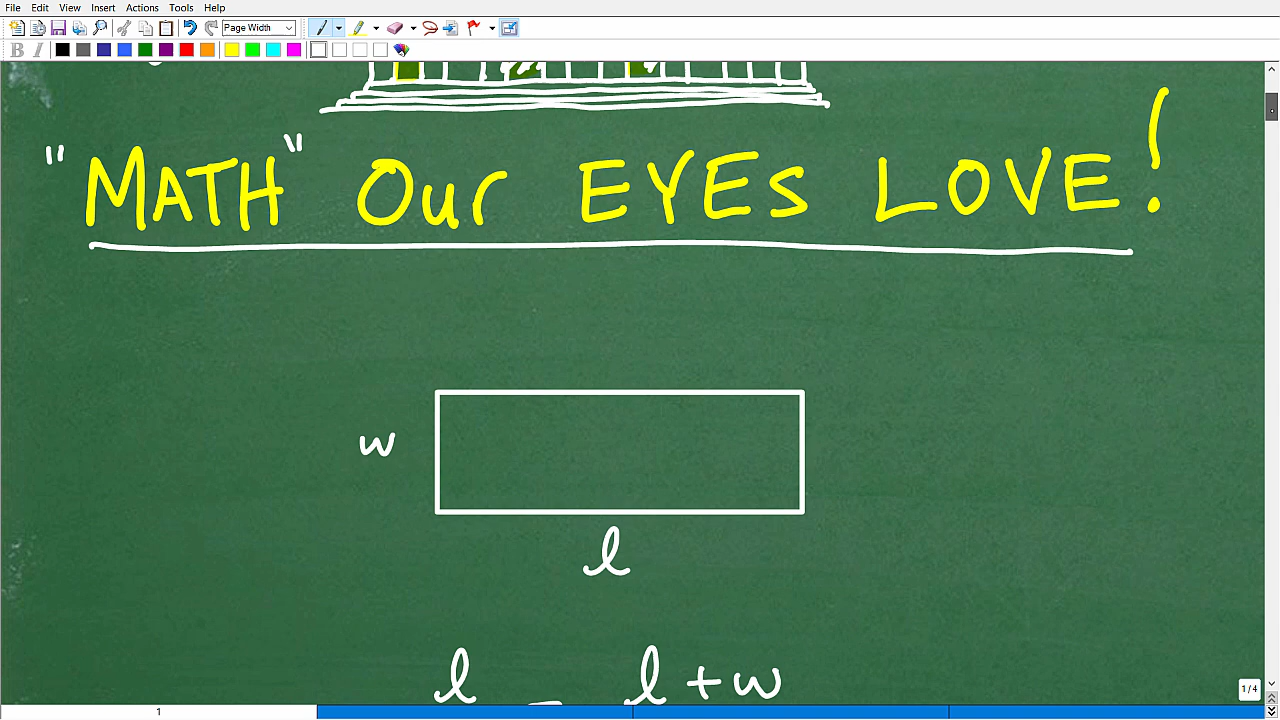 File Edit View Insert Actions Tools Help
Page Width
B I
"MATH" Our EYES LOVE!
w
l
l = l + w
1/4
1